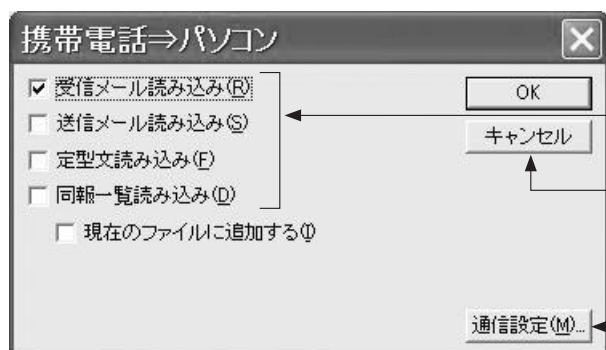 携帯電話⇒パソコン
受信メール読み込み(R)
送信メール読み込み(S)
定型文読み込み(F)
同報一覧読み込み(D)
現在のファイルに追加する(I)
OK
キャンセル
通信設定(M)...